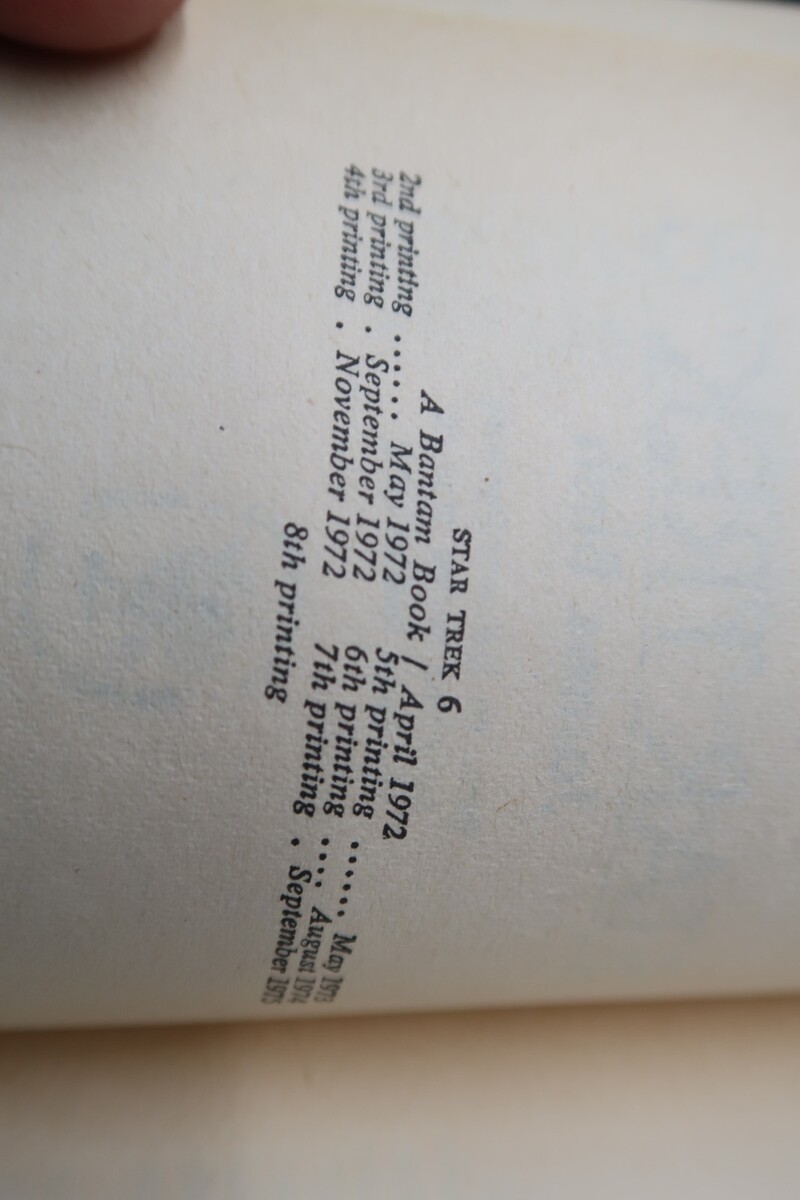 STAR TREK 6
A Bantam Book / April 1972
2nd printing ...... May 1972 5th printing ...... May 1973
3rd printing . September 1972 6th printing .... August 1974
4th printing . November 1972 7th printing . September 1975
8th printing